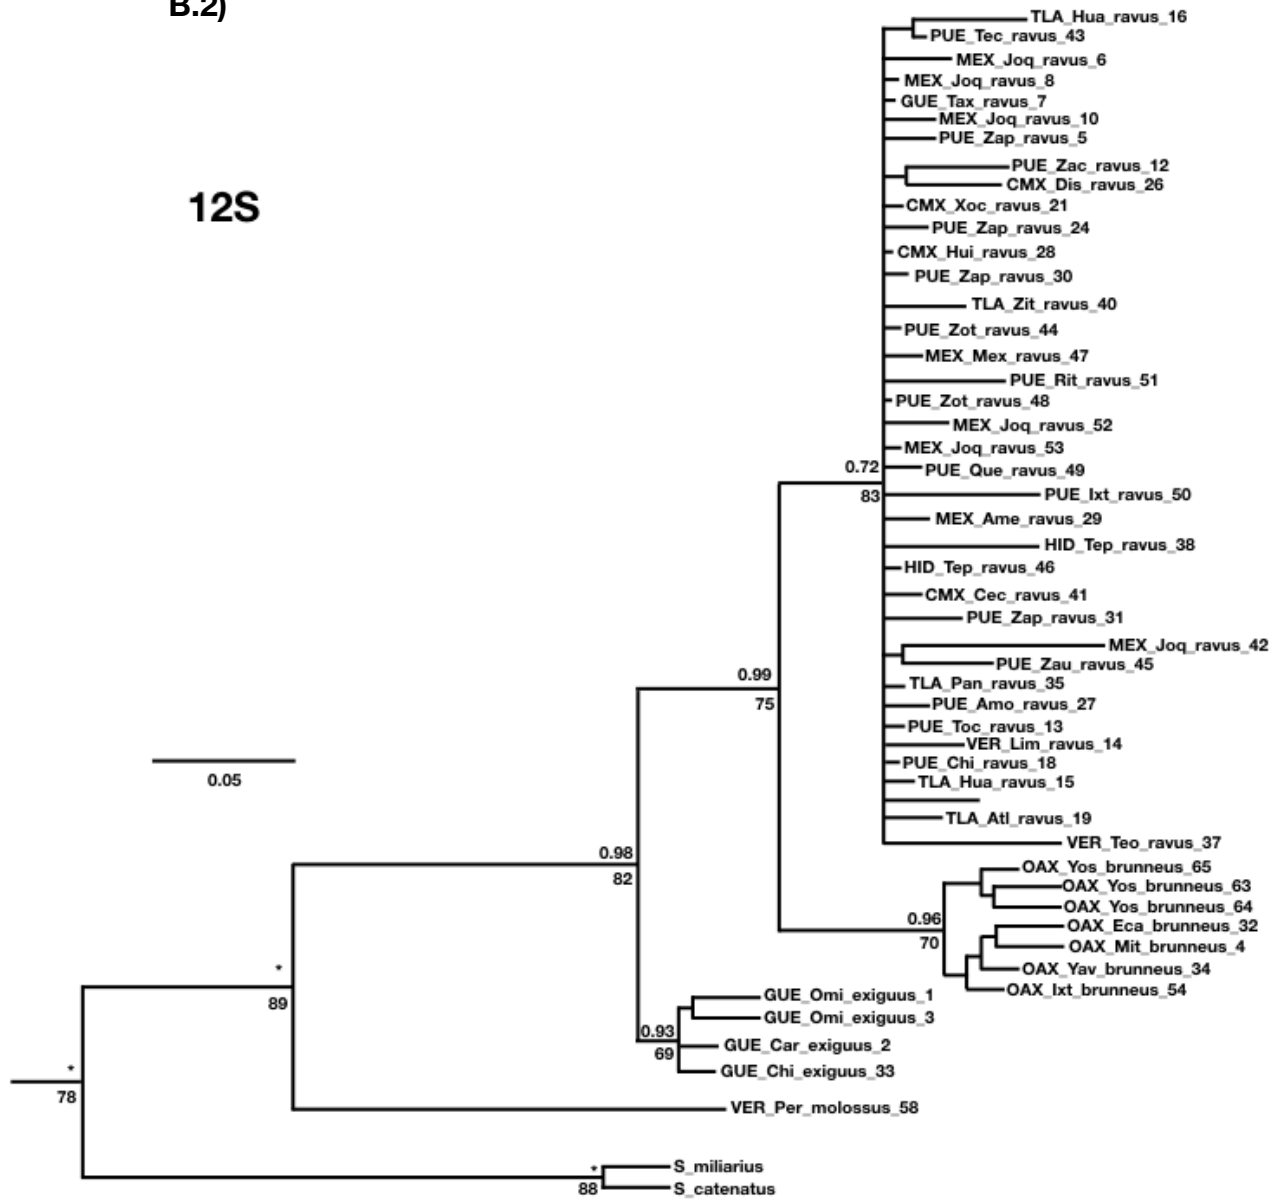 B.2)
TLA_Hua_ravus_16
PUE_Tec_ravus_43
MEX_Joq_ravus_6
MEX_Joq_ravus_8
GUE_Tax_ravus_7
MEX_Joq_ravus_10
PUE_Zap_ravus_5
PUE_Zac_ravus_12
CMX_Dis_ravus_26
12S
CMX_Xoc_ravus_21
PUE_Zap_ravus_24
CMX_Hui_ravus_28
PUE_Zap_ravus_30
TLA_Zit_ravus_40
PUE_Zot_ravus_44
MEX_Mex_ravus_47
PUE_Rit_ravus_51
PUE_Zot_ravus_48
MEX_Joq_ravus_52
MEX_Joq_ravus_53
0.72
PUE_Que_ravus_49
83
PUE_Ixt_ravus_50
MEX_Ame_ravus_29
HID_Tep_ravus_38
HID_Tep_ravus_46
CMX_Cec_ravus_41
PUE_Zap_ravus_31
MEX_Joq_ravus_42
PUE_Zau_ravus_45
0.99
TLA_Pan_ravus_35
75
PUE_Amo_ravus_27
PUE_Toc_ravus_13
VER_Lim_ravus_14
PUE_Chi_ravus_18
0.05
TLA_Hua_ravus_15
TLA_Atl_ravus_19
VER_Teo_ravus_37
0.98
82
OAX_Yos_brunneus_65
OAX_Yos_brunneus_63
OAX_Yos_brunneus_64
0.96
70
OAX_Eca_brunneus_32
OAX_Mit_brunneus_4
OAX_Yav_brunneus_34
OAX_Ixt_brunneus_54
*
89
GUE_Omi_exiguus_1
GUE_Omi_exiguus_3
0.93
69
GUE_Car_exiguus_2
GUE_Chi_exiguus_33
*
78
VER_Per_molossus_58
*
88
S_miliarius
S_catenatus